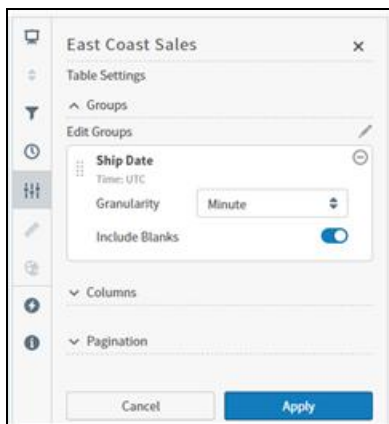 East Coast Sales
Table Settings
Groups
Edit Groups
Ship Date
Time: UTC
Granularity Minute
Include Blanks
Columns
Pagination
Cancel Apply